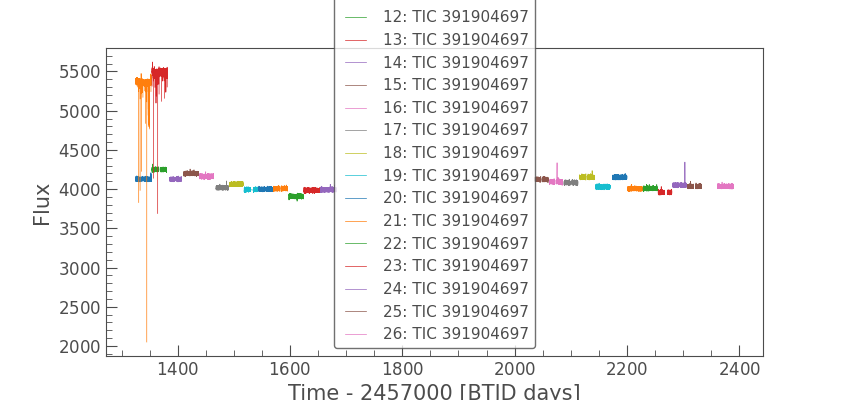 12: TIC 391904697
13: TIC 391904697
14: TIC 391904697
15: TIC 391904697
16: TIC 391904697
17: TIC 391904697
18: TIC 391904697
19: TIC 391904697
20: TIC 391904697
21: TIC 391904697
22: TIC 391904697
23: TIC 391904697
24: TIC 391904697
25: TIC 391904697
26: TIC 391904697
Flux
5500
5000
4500
4000
3500
3000
2500
2000
1400 1600 1800 2000 2200 2400
Time - 2457000 [BTJD days]